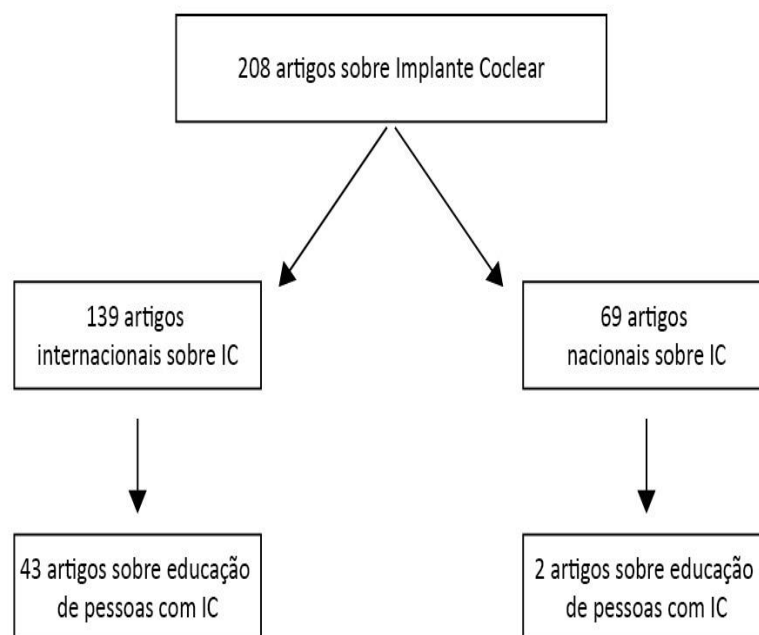 208 artigos sobre Implante Coclear
139 artigos
internacionais sobre IC
69 artigos
nacionais sobre IC
43 artigos sobre educação
de pessoas com IC
2 artigos sobre educação
de pessoas com IC